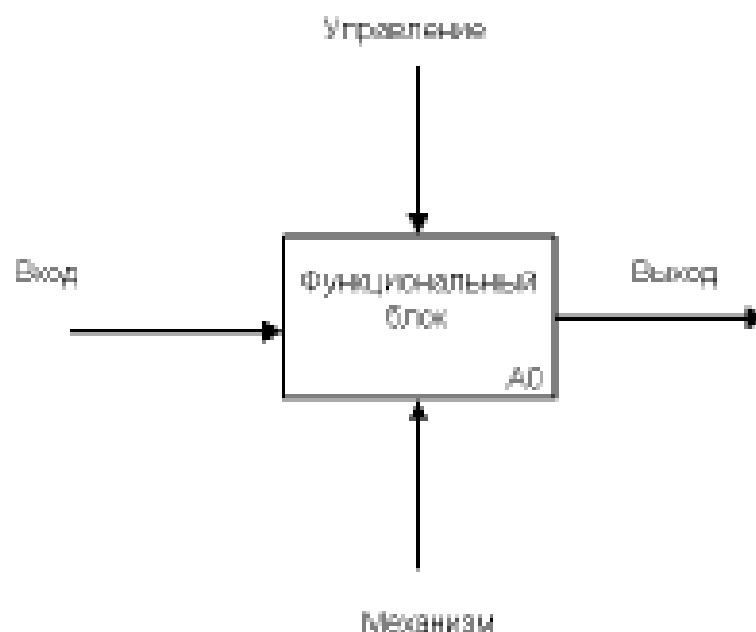 Управление
Вход
Функциональный
блок
Выход
A0
Механизм